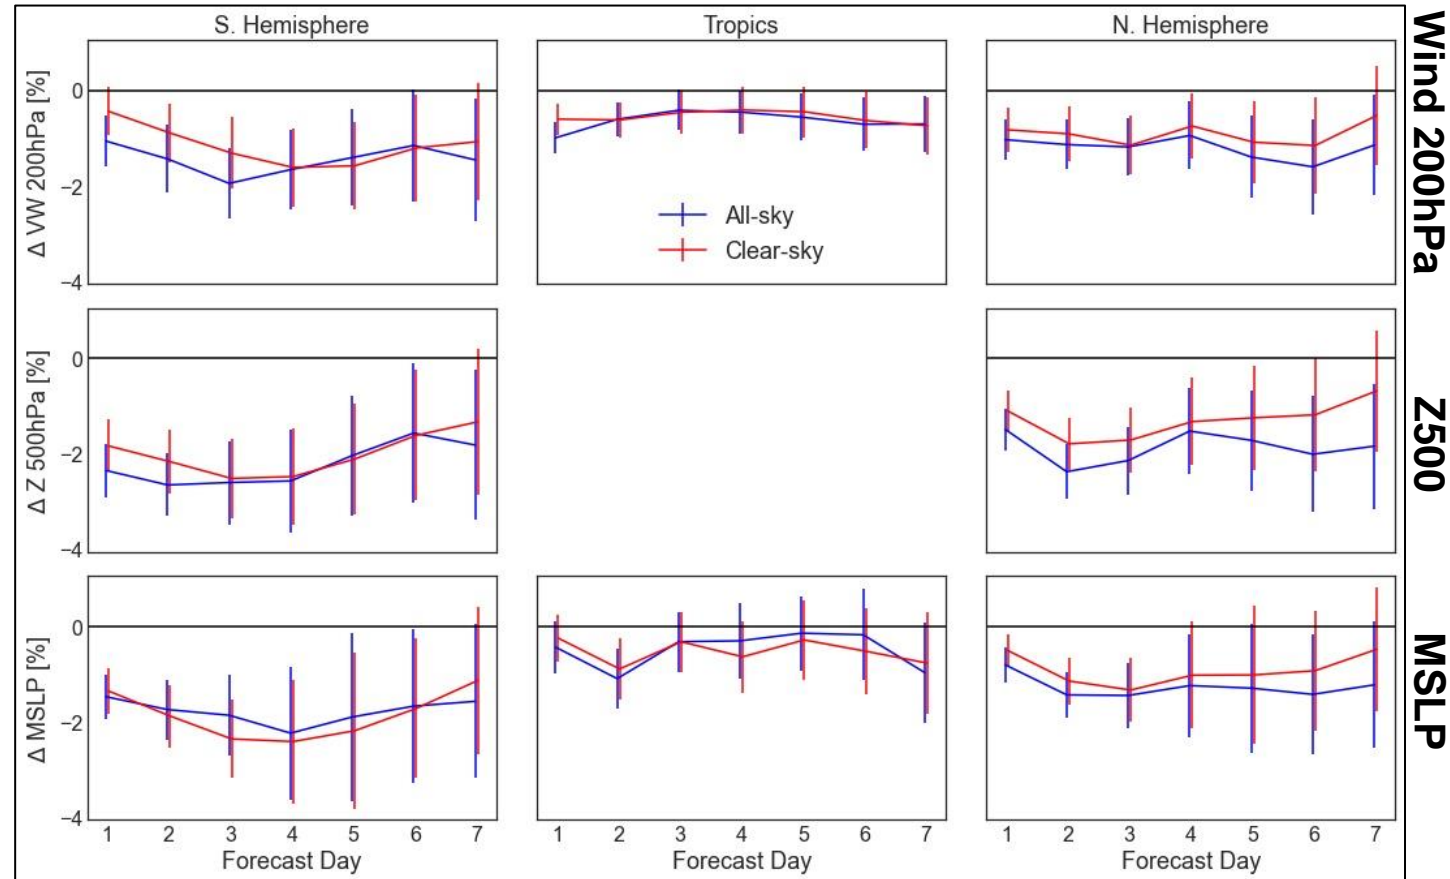 S. Hemisphere
Tropics
N. Hemisphere
Δ VW 200hPa [%]
0
−2
−4
All-sky
Clear-sky
Wind 200hPa
Δ Z 500hPa [%]
0
−2
−4
0
Z500
Δ MSLP [%]
0
−2
−4
MSLP
1 2 3 4 5 6 7
Forecast Day
1 2 3 4 5 6 7
Forecast Day
1 2 3 4 5 6 7
Forecast Day